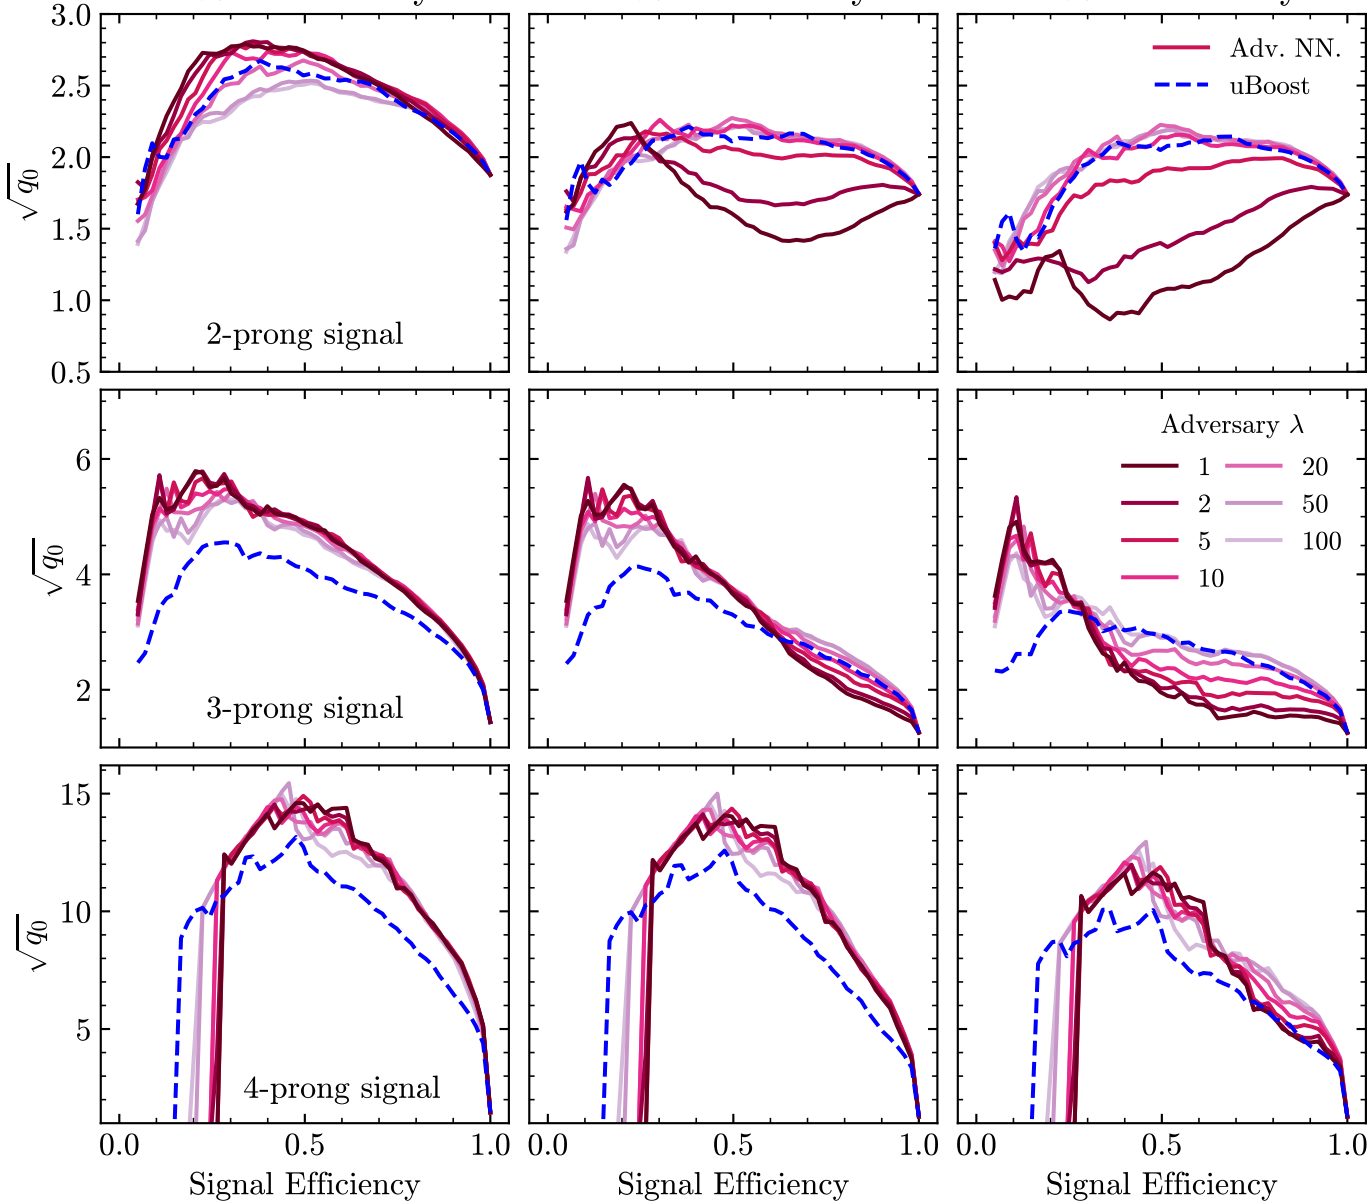 3.0
2.5
2.0
1.5
1.0
0.5
√q0
2-prong signal
Adv. NN.
uBoost
6
4
2
√q0
3-prong signal
Adversary λ
1 20
2 50
5 100
10
15
10
5
√q0
4-prong signal
0.0 0.5 1.0 0.0 0.5 1.0 0.0 0.5 1.0
Signal Efficiency Signal Efficiency Signal Efficiency